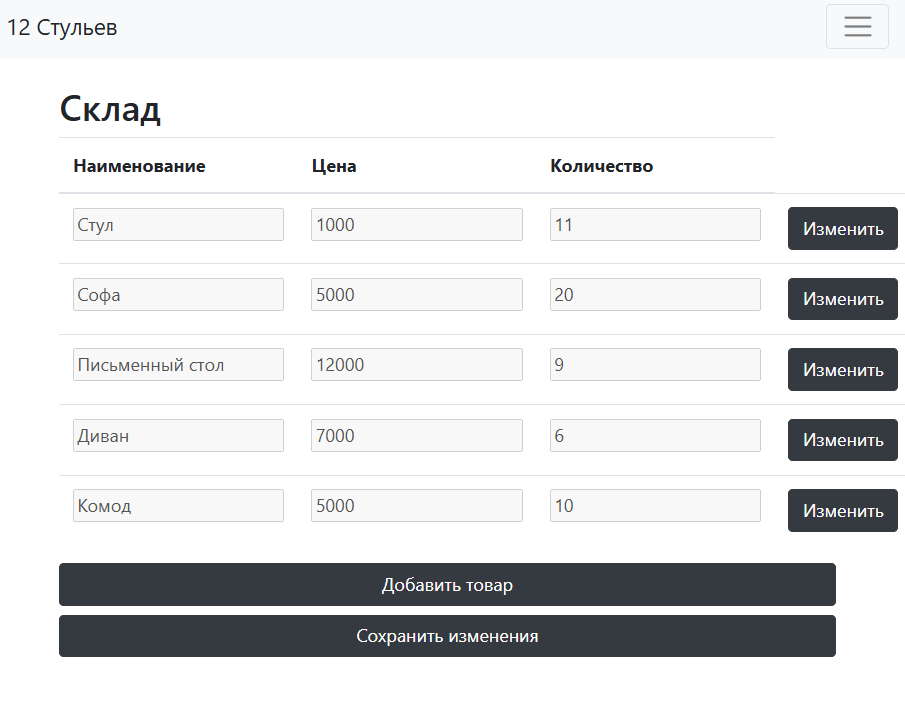 12 Стульев
Склад
Наименование Цена Количество
Стул 1000 11 Изменить
Софа 5000 20 Изменить
Письменный стол 12000 9 Изменить
Диван 7000 6 Изменить
Комод 5000 10 Изменить
Добавить товар
Сохранить изменения